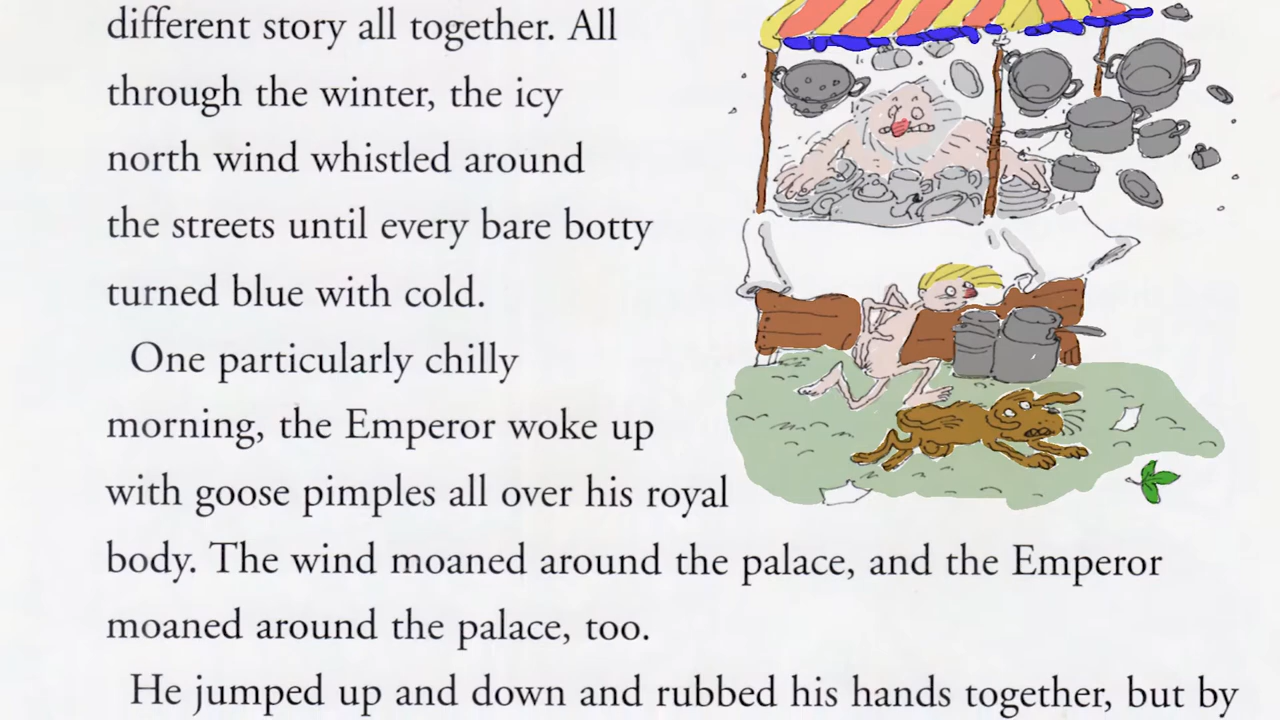 different story all together. All
through the winter, the icy
north wind whistled around
the streets until every bare botty
turned blue with cold.
One particularly chilly
morning, the Emperor woke up
with goose pimples all over his royal
body. The wind moaned around the palace, and the Emperor
moaned around the palace, too.
He jumped up and down and rubbed his hands together, but by